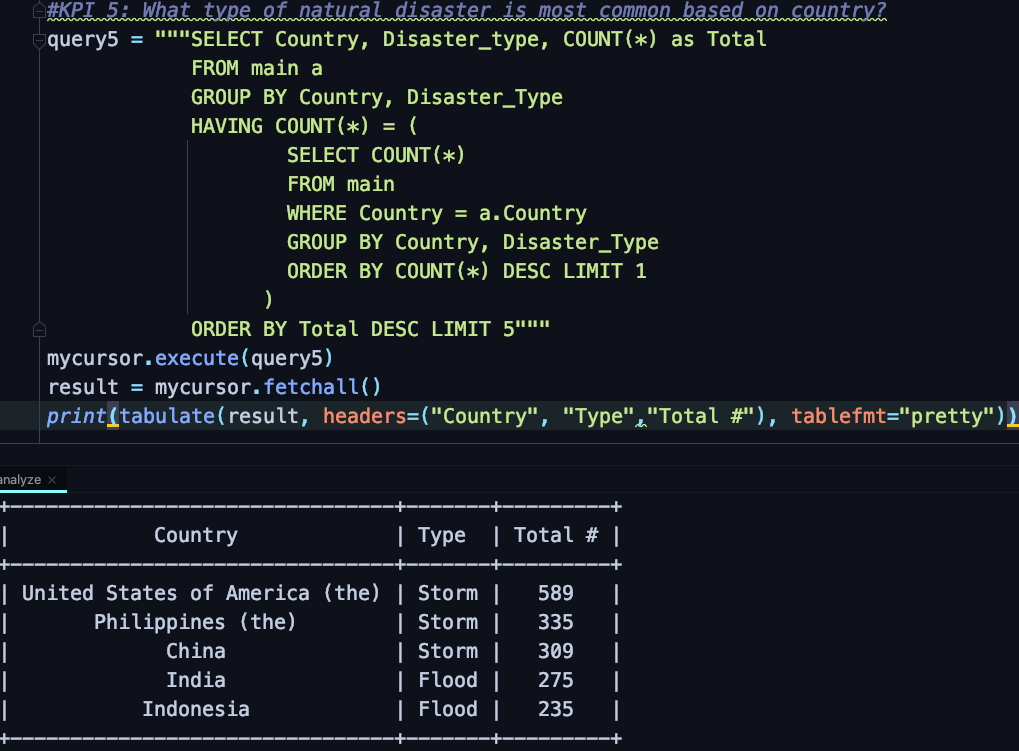 #KPI 5: What type of natural disaster is most common based on country?
query5 = """SELECT Country, Disaster_type, COUNT(*) as Total
FROM main a
GROUP BY Country, Disaster_Type
HAVING COUNT(*) = (
SELECT COUNT(*)
FROM main
WHERE Country = a.Country
GROUP BY Country, Disaster_Type
ORDER BY COUNT(*) DESC LIMIT 1
)
ORDER BY Total DESC LIMIT 5"""
mycursor.execute(query5)
result = mycursor.fetchall()
print(tabulate(result, headers=("Country", "Type","Total #"), tablefmt="pretty"))
analyze ×
+-------------------------------+-------+---------+
| Country | Type | Total # |
+-------------------------------+-------+---------+
| United States of America (the) | Storm | 589 |
| Philippines (the) | Storm | 335 |
| China | Storm | 309 |
| India | Flood | 275 |
| Indonesia | Flood | 235 |
+-------------------------------+-------+---------+